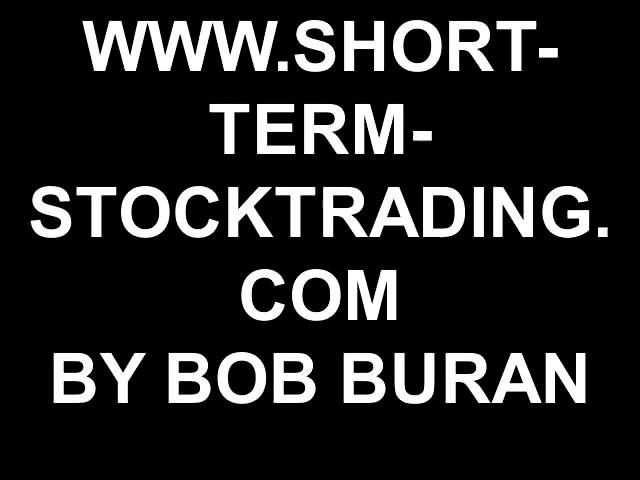 WWW.SHORT-
TERM-
STOCKTRADING.
COM
BY BOB BURAN